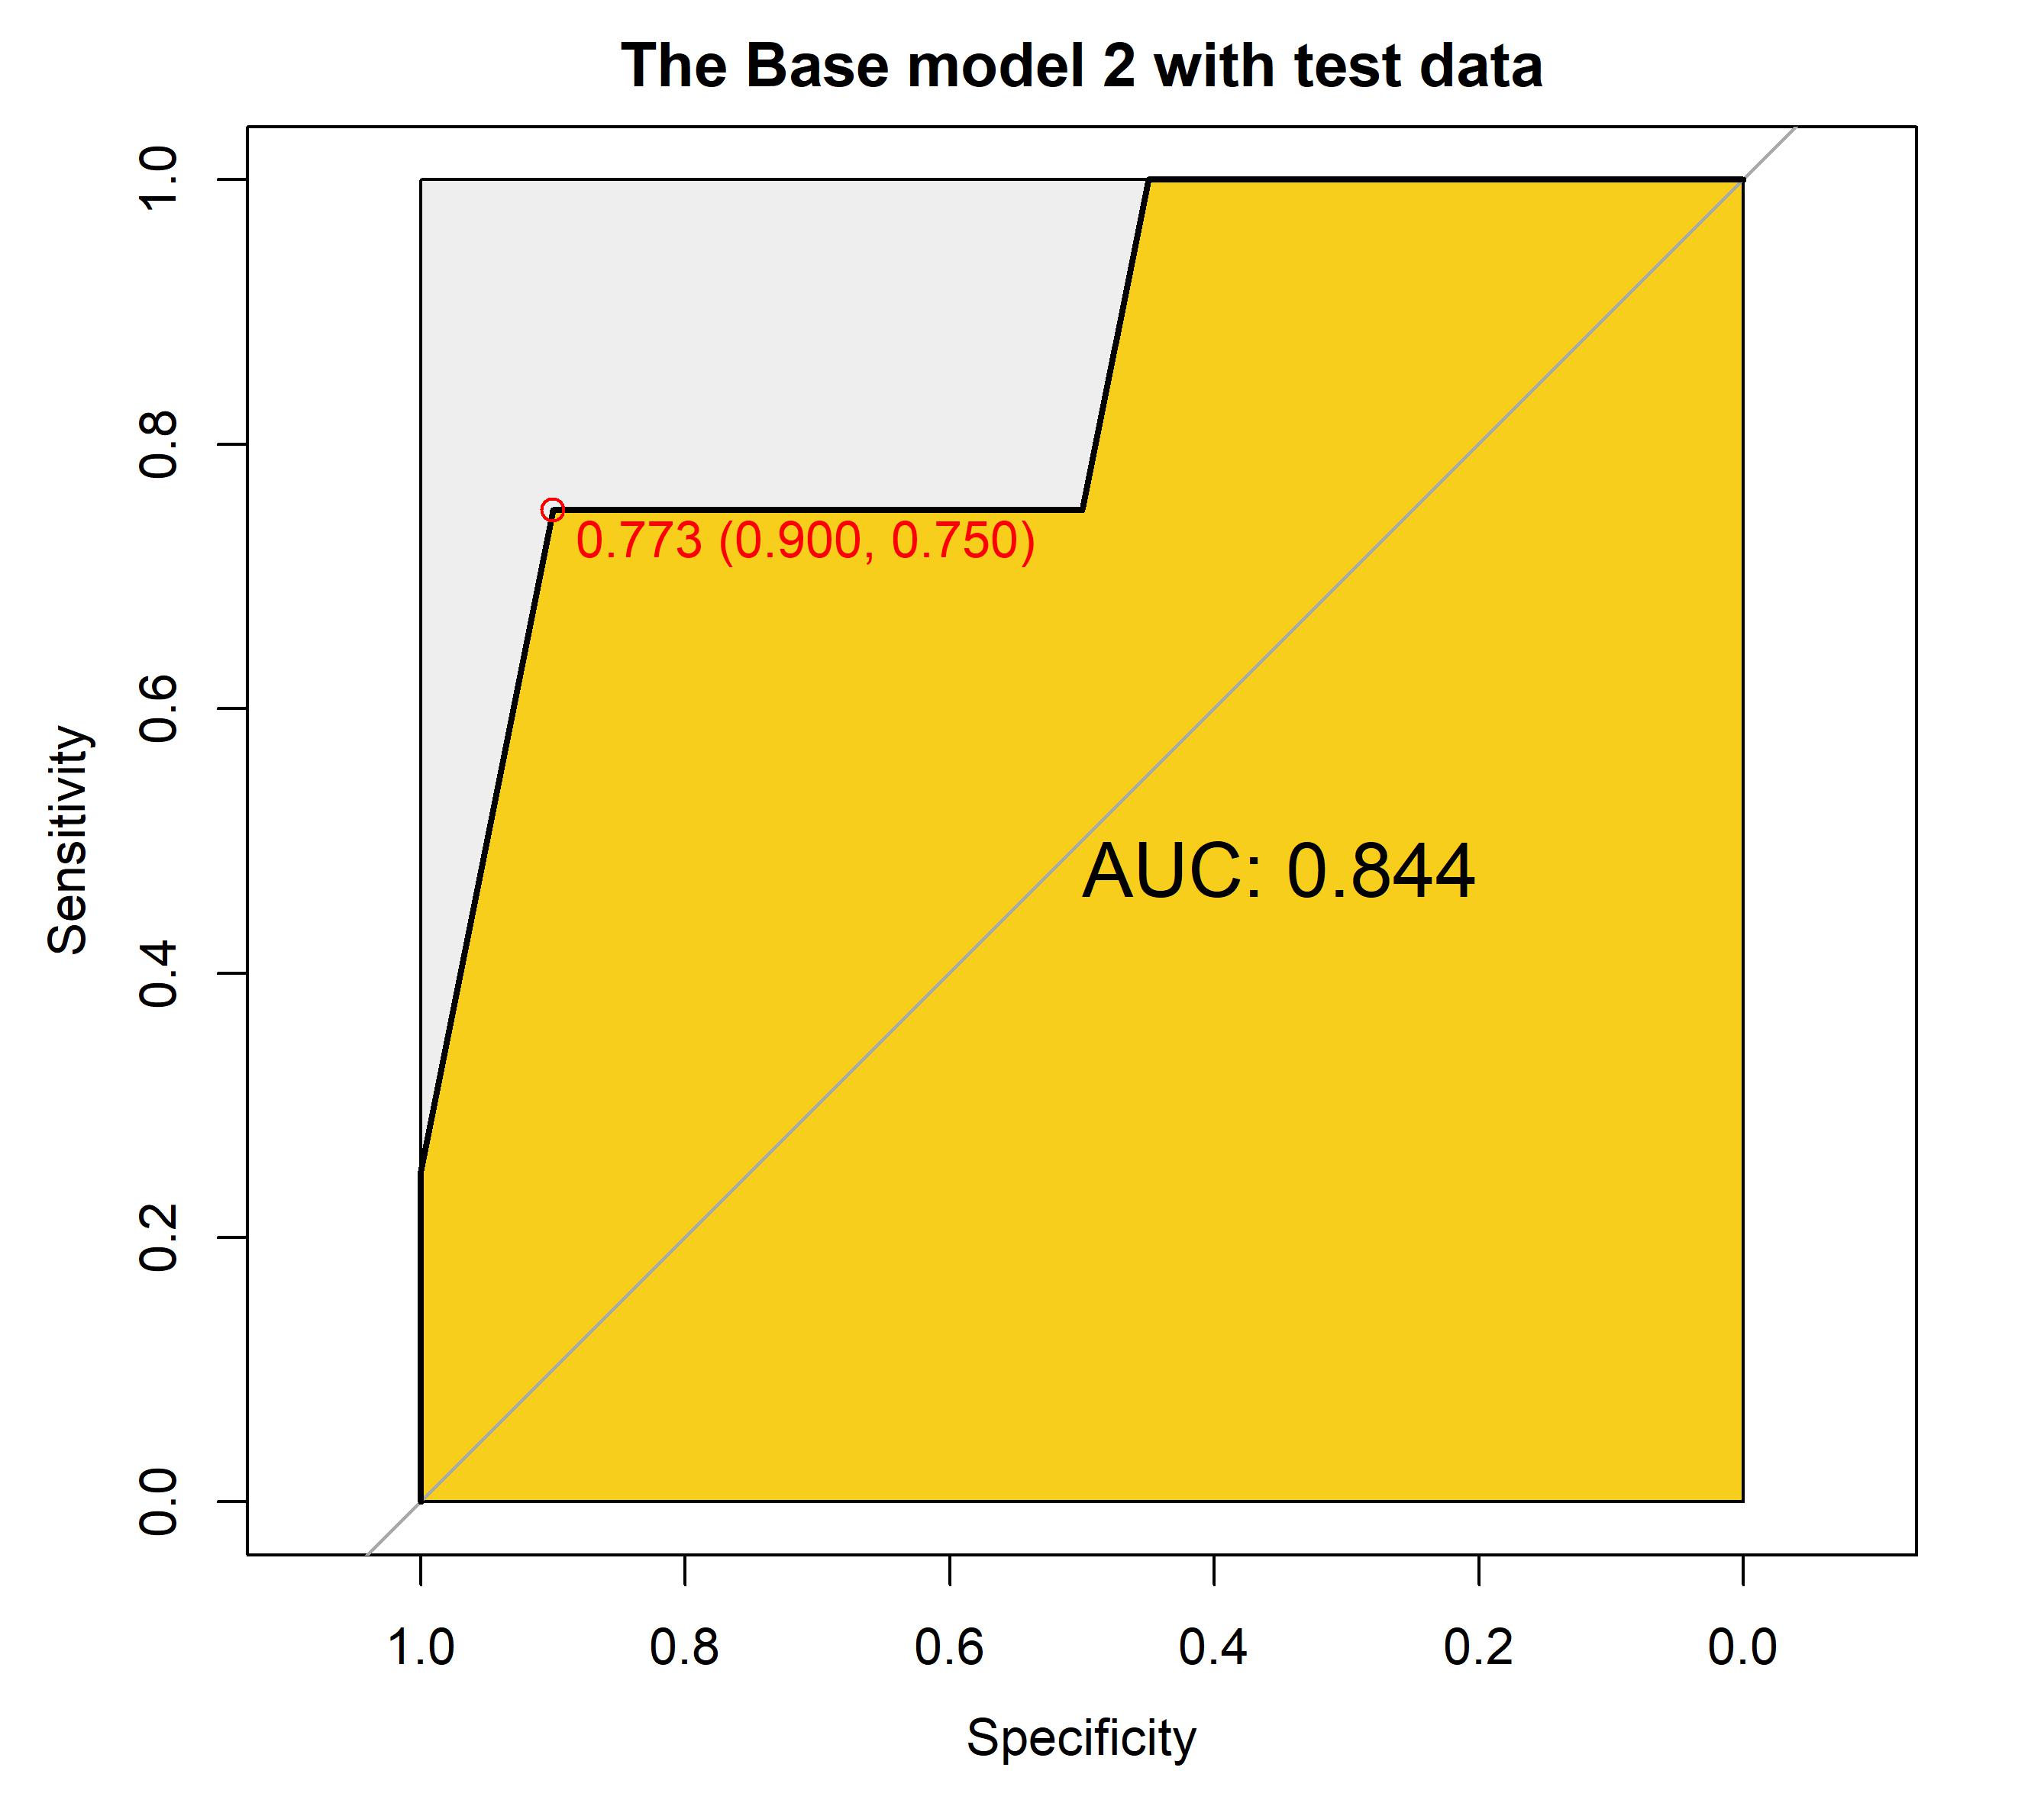 The Base model 2 with test data
1.0
0.8
0.6
0.4
0.2
0.0
Sensitivity
0.773 (0.900, 0.750)
AUC: 0.844
1.0 0.8 0.6 0.4 0.2 0.0
Specificity